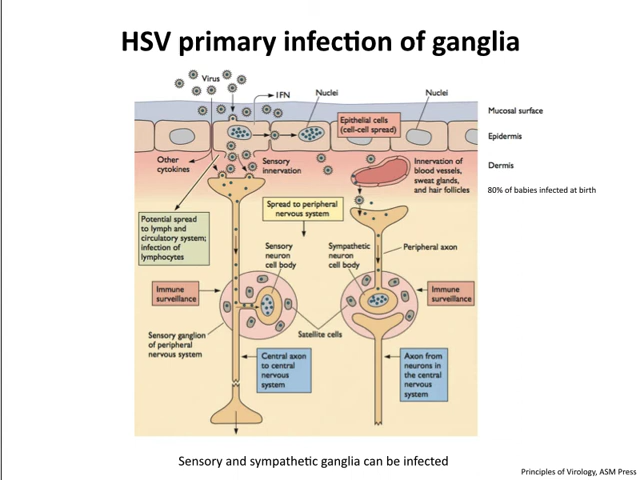 HSV primary infection of ganglia
Virus
IFN
Nuclei
Nuclei
Mucosal surface
Epithelial cells
(cell-cell spread)
Epidermis
Other
cytokines
Sensory
innervation
Innervation of
blood vessels,
sweat glands,
and hair follicles
Dermis
80% of babies infected at birth
Potential spread
to lymph and
circulatory system;
infection of
lymphocytes
Spread to peripheral
nervous system
Sensory
neuron
cell body
Sympathetic
neuron
cell body
Peripheral axon
Immune
surveillance
Immune
surveillance
Satellite cells
Sensory ganglion
of peripheral
nervous system
Central axon
to central
nervous
system
Axon from
neurons in
the central
nervous
system
Sensory and sympathetic ganglia can be infected
Principles of Virology, ASM Press